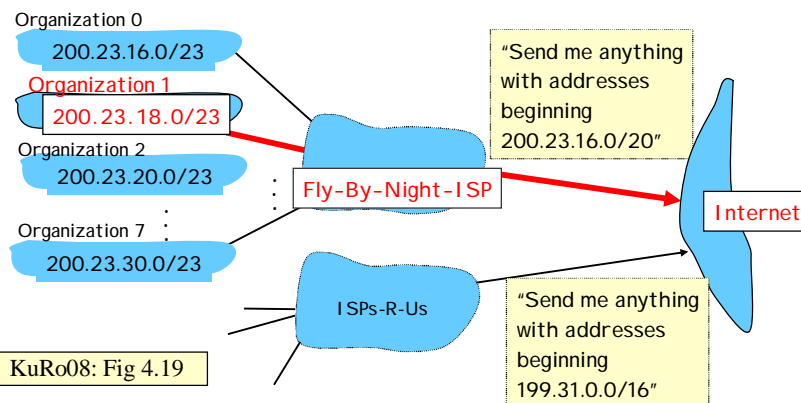 Organization 0
200.23.16.0/23
Organization 1
200.23.18.0/23
Organization 2
200.23.20.0/23
Organization 7
200.23.30.0/23
Fly-By-Night-ISP
"Send me anything
with addresses
beginning
200.23.16.0/20"
Internet
ISPs-R-Us
"Send me anything
with addresses
beginning
199.31.0.0/16"
KuRo08: Fig 4.19